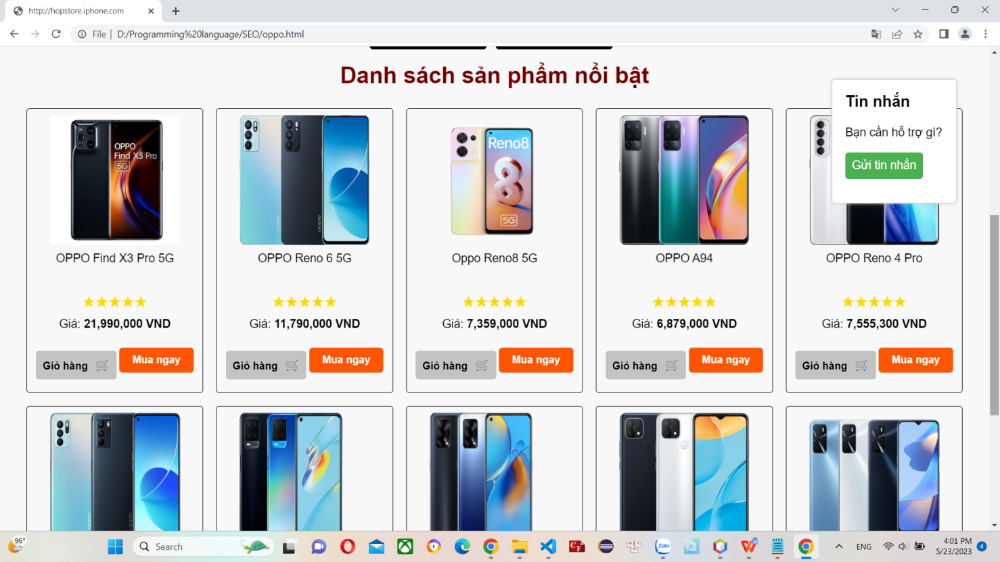 http://hopstore.iphone.com
File | D:/Programming%20language/SEO/oppo.html
Danh sách sản phẩm nổi bật
Tin nhắn
Bạn cần hỗ trợ gì?
Gửi tin nhắn
OPPO
Find X3 Pro
5G
Reno8
5G
OPPO Find X3 Pro 5G
OPPO Reno 6 5G
Oppo Reno8 5G
OPPO A94
OPPO Reno 4 Pro
Giá: 21,990,000 VND
Giá: 11,790,000 VND
Giá: 7,359,000 VND
Giá: 6,879,000 VND
Giá: 7,555,300 VND
Giỏ hàng Mua ngay
Giỏ hàng Mua ngay
Giỏ hàng Mua ngay
Giỏ hàng Mua ngay
Giỏ hàng Mua ngay
96°
Search
Zalo
ENG
4:01 PM
5/23/2023
4